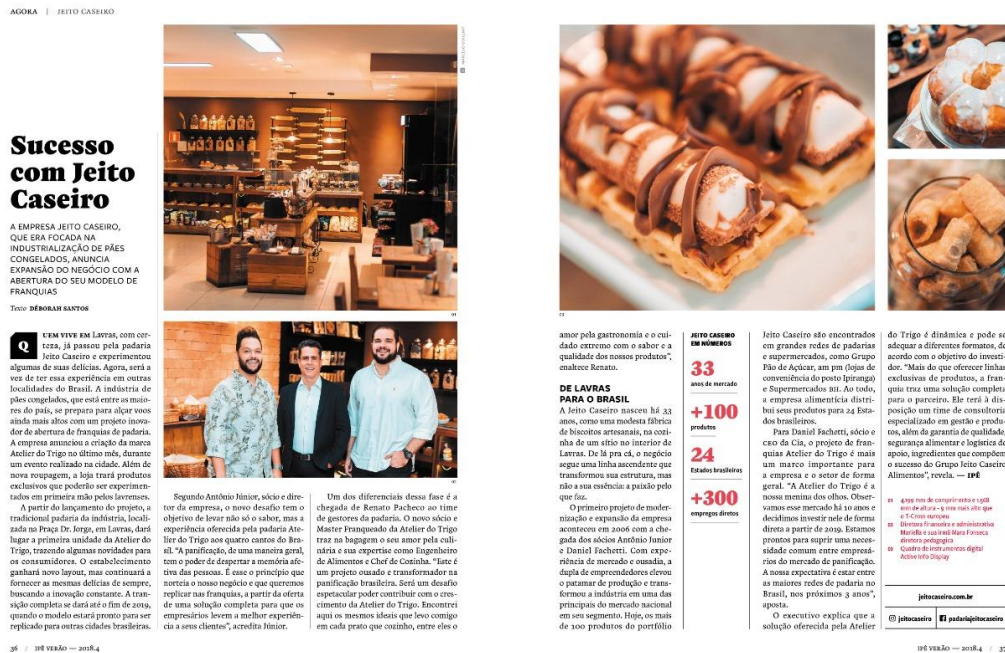 AGORA | JEITO CASEIRO
Sucesso
com Jeito
Caseiro
A EMPRESA JEITO CASEIRO,
QUE ERA FOCADA NA
INDUSTRIALIZAÇÃO DE PÃES
CONGELADOS, ANUNCIA
EXPANSÃO DO NEGÓCIO COM A
ABERTURA DO SEU MODELO DE
FRANQUIAS
Texto DÉBORAH SANTOS
QUEM VIVE EM Lavras, com cer-
teza, já passou pela padaria
Jeito Caseiro e experimentou
algumas de suas delícias. Agora, será a
vez de ter essa experiência em outras
localidades do Brasil. A indústria de
pães congelados, que está entre as maio-
res do país, se prepara para alçar voos
ainda mais altos com um projeto inova-
dor de abertura de franquias de padaria.
A empresa anunciou a criação da marca
Atelier do Trigo no último mês, durante
um evento realizado na cidade. Além de
nova roupagem, a loja trará produtos
exclusivos que poderão ser experimen-
tados em primeira mão pelos lavrenses.
A partir do lançamento do projeto, a
tradicional padaria da indústria, locali-
zada na Praça Dr. Jorge, em Lavras, dará
lugar a primeira unidade da Atelier do
Trigo, trazendo algumas novidades para
os consumidores. O estabelecimento
ganhará novo layout, mas continuará a
fornecer as mesmas delícias de sempre,
buscando a inovação constante. A tran-
sição completa se dará até o fim de 2019,
quando o modelo estará pronto para ser
replicado para outras cidades brasileiras.
Segundo Antônio Júnior, sócio e dire-
tor da empresa, o novo desafio tem o
objetivo de levar não só o sabor, mas a
experiência oferecida pela padaria Ate-
lier do Trigo aos quatro cantos do Bra-
sil. “A panificação, de uma maneira geral,
tem o poder de despertar a memória afe-
tiva das pessoas. É esse o princípio que
norteia o nosso negócio e que queremos
replicar nas franquias, a partir da oferta
de uma solução completa para que os
empresários levem a melhor experiên-
cia a seus clientes”, acredita Júnior.
Um dos diferenciais dessa fase é a
chegada de Renato Pacheco ao time
de gestores da padaria. O novo sócio e
Master Franqueado da Atelier do Trigo
traz na bagagem o seu amor pela culi-
nária e sua expertise como Engenheiro
de Alimentos e Chef de Cozinha. “Este é
um projeto ousado e transformador na
panificação brasileira. Será um desafio
espetacular poder contribuir com o cres-
cimento da Atelier do Trigo. Encontrei
aqui os mesmos ideais que levo comigo
em cada prato que cozinho, entre eles o
36 / IPÊ VERÃO — 2018.4
amor pela gastronomia e o cui-
dado extremo com o sabor e a
qualidade dos nossos produtos”,
enaltece Renato.
DE LAVRAS
PARA O BRASIL
A Jeito Caseiro nasceu há 33
anos, como uma modesta fábrica
de biscoitos artesanais, na cozi-
nha de um sítio no interior de
Lavras. De lá pra cá, o negócio
segue uma linha ascendente que
transformou sua estrutura, mas
não a sua essência: a paixão pelo
que faz.
O primeiro projeto de moder-
nização e expansão da empresa
aconteceu em 2006 com a che-
gada dos sócios Antônio Junior
e Daniel Fachetti. Com expe-
riência de mercado e ousadia, a
dupla de empreendedores elevou
o patamar de produção e trans-
formou a indústria em uma das
principais do mercado nacional
em seu segmento. Hoje, os mais
de 100 produtos do portfólio
JEITO CASEIRO
EM NÚMEROS
33
anos de mercado
+100
produtos
24
Estados brasileiros
+300
empregos diretos
Jeito Caseiro são encontrados
em grandes redes de padarias
e supermercados, como Grupo
Pão de Açúcar, am pm (lojas de
conveniência do posto Ipiranga)
e Supermercados BH. Ao todo,
a empresa alimentícia distri-
bui seus produtos para 24 Esta-
dos brasileiros.
Para Daniel Fachetti, sócio e
CEO da Cia, o projeto de fran-
quias Atelier do Trigo é mais
um marco importante para
a empresa e o setor de forma
geral. “A Atelier do Trigo é a
nossa menina dos olhos. Obser-
vamos esse mercado há 10 anos e
decidimos investir nele de forma
direta a partir de 2019. Estamos
prontos para suprir uma neces-
sidade comum entre empresá-
rios do mercado de panificação.
A nossa expectativa é estar entre
as maiores redes de padaria no
Brasil, nos próximos 3 anos”,
aposta.
O executivo explica que a
solução oferecida pela Atelier
do Trigo é dinâmica e pode se
adequar a diferentes formatos, de
acordo com o objetivo do investi-
dor. “Mais do que oferecer linhas
exclusivas de produtos, a fran-
quia traz uma solução completa
para o parceiro. Ele terá à dis-
posição um time de consultoria
especializado em gestão e produ-
tos, além da garantia de qualidade,
segurança alimentar e logística de
apoio, ingredientes que compõem
o sucesso do Grupo Jeito Caseiro
Alimentos”, revela. — IPÊ
01 4.199 mm de comprimento e 1.568
mm de altura - 9 mm mais alto que
o T-Cross europeu
02 Diretora financeira e administrativa
Mariella e sua irmã Mara Fonseca
diretora pedagógica
03 Quadro de instrumentos digital
Active Info Display
jeitocaseiro.com.br
jeitocaseiro
padariajeitocaseiro
IPÊ VERÃO — 2018.4 /